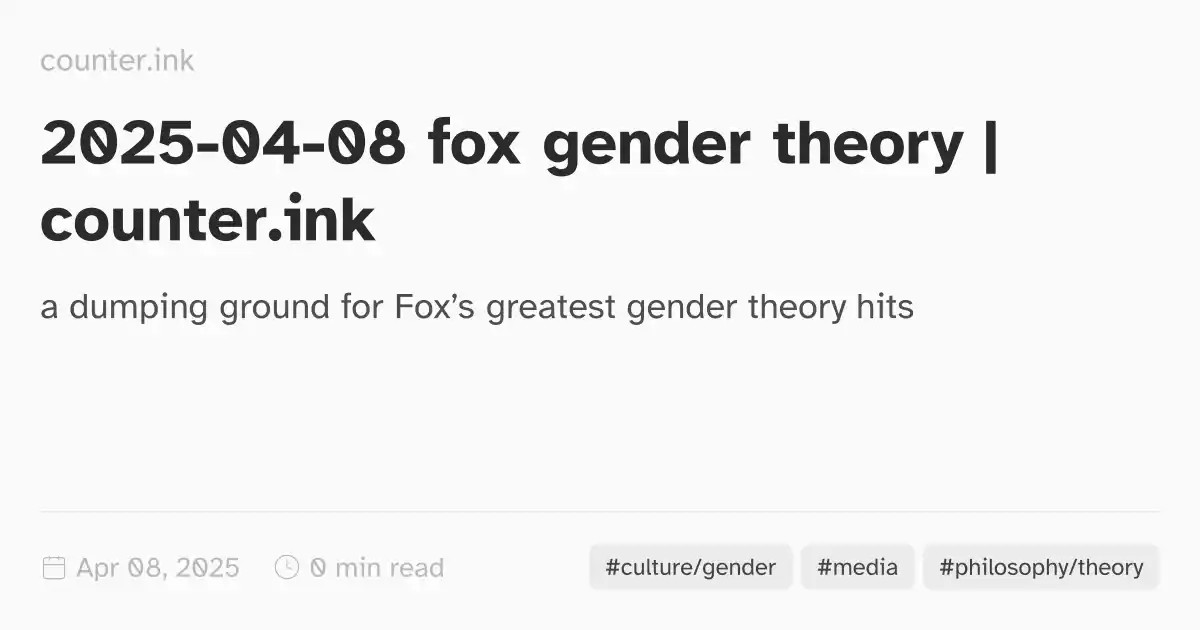 counter.ink
2025-04-08 fox gender theory |
counter.ink
a dumping ground for Fox’s greatest gender theory hits
Apr 08, 2025
0 min read
#culture/gender
#media
#philosophy/theory